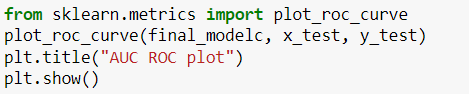 from sklearn.metrics import plot_roc_curve
plot_roc_curve(final_modelc, x_test, y_test)
plt.title("AUC ROC plot")
plt.show()